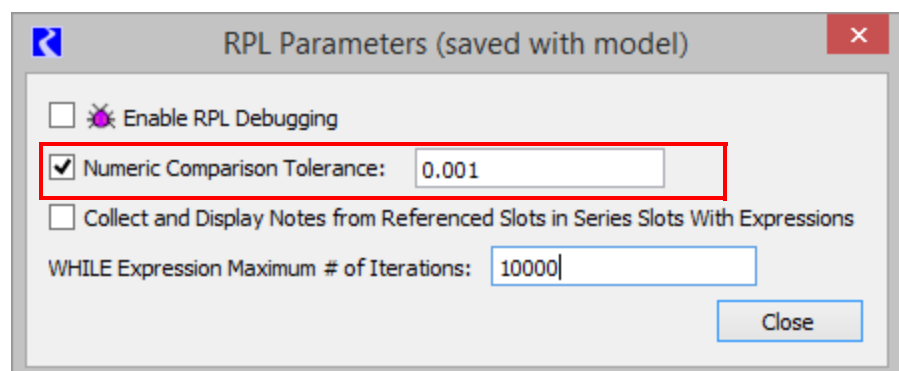 RPL Parameters (saved with model)
Enable RPL Debugging
Numeric Comparison Tolerance: 0.001
Collect and Display Notes from Referenced Slots in Series Slots With Expressions
WHILE Expression Maximum # of Iterations: 10000
Close